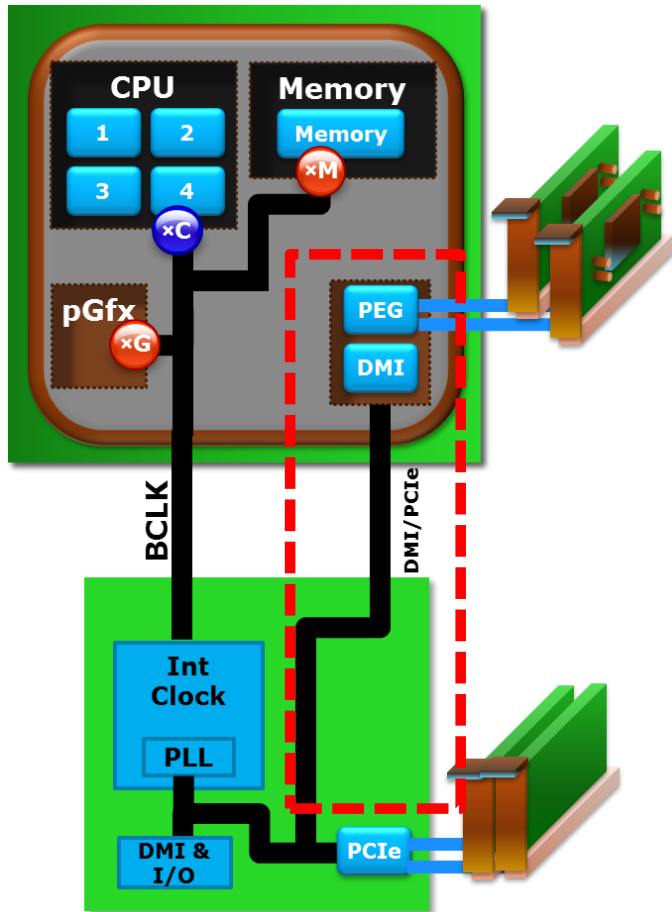 CPU
Memory
1
2
Memory
3
4
×M
×C
pGfx
×G
PEG
DMI
BCLK
DMI/PCIe
Int
Clock
PLL
DMI &
I/O
PCIe